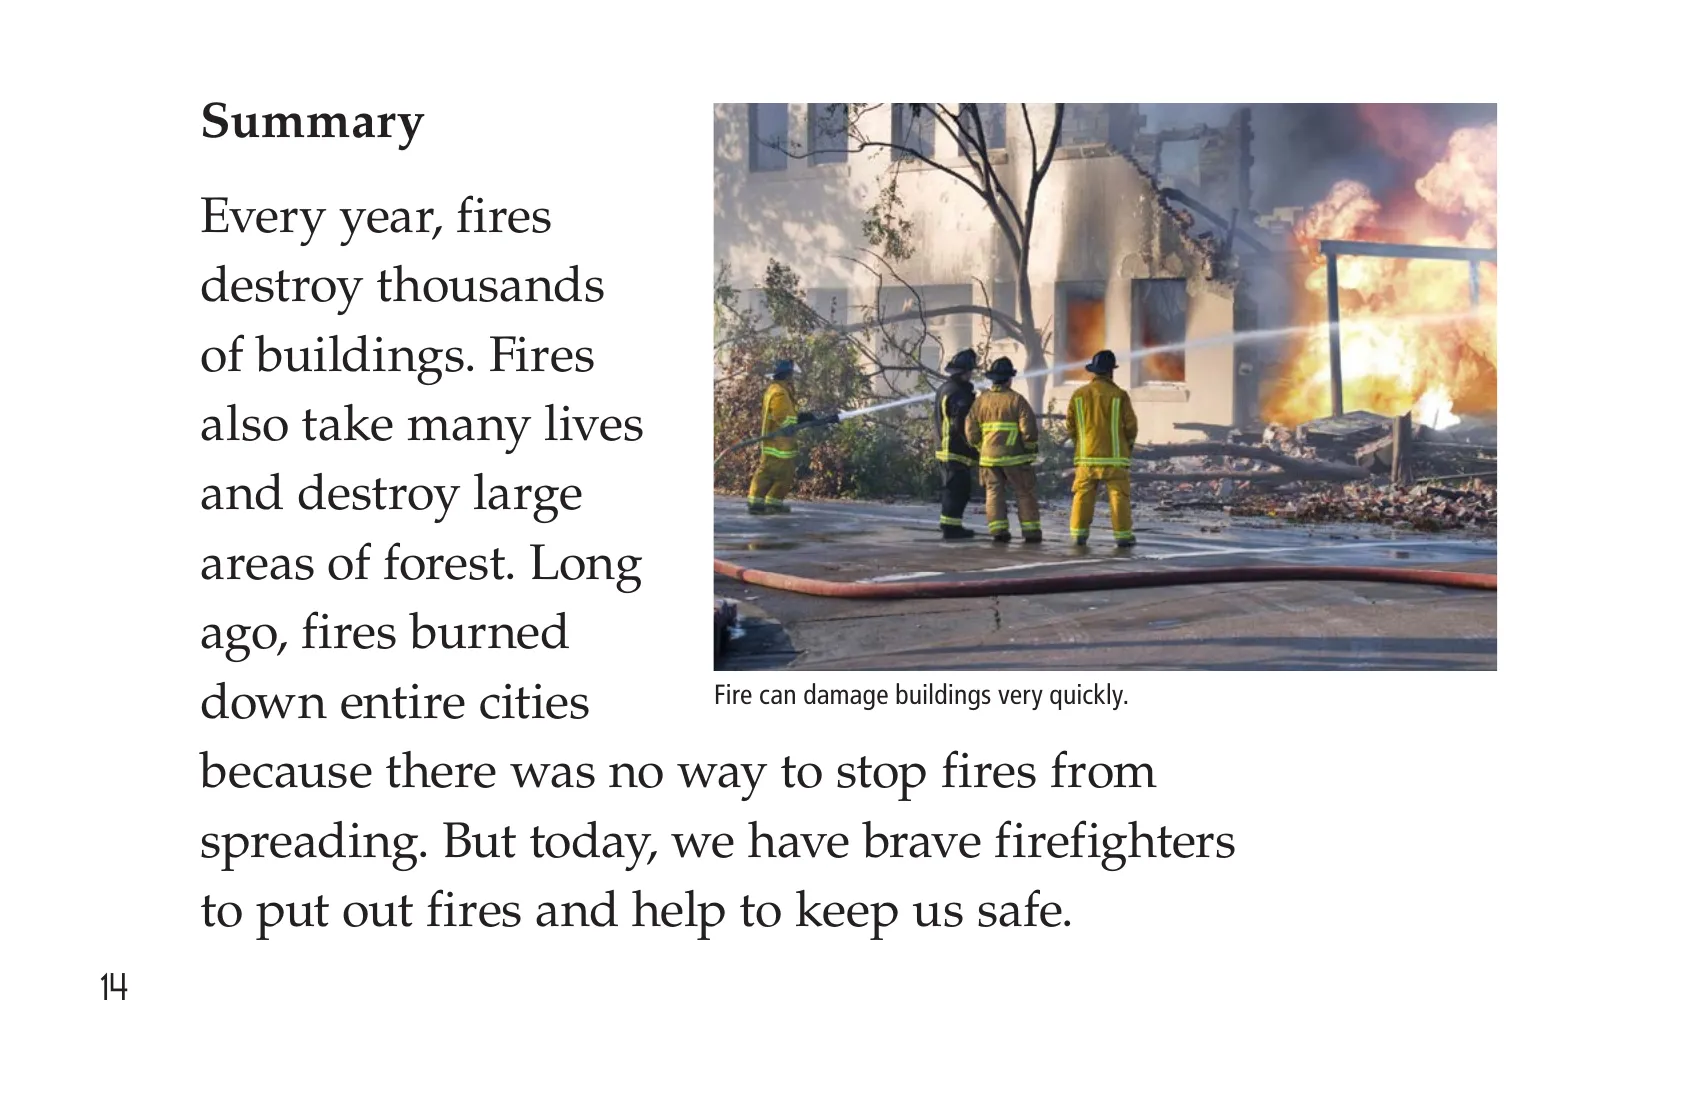 Summary
Every year, fires
destroy thousands
of buildings. Fires
also take many lives
and destroy large
areas of forest. Long
ago, fires burned
down entire cities
because there was no way to stop fires from
spreading. But today, we have brave firefighters
to put out fires and help to keep us safe.
Fire can damage buildings very quickly.
14